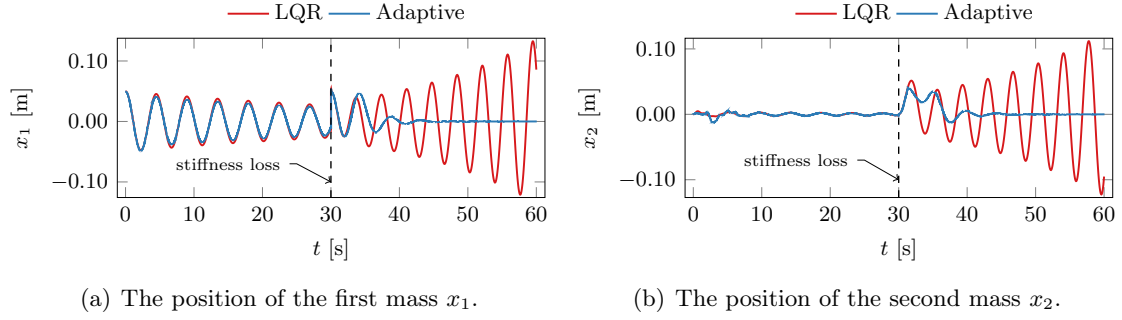 LQR Adaptive
0.10
0.00
−0.10
x₁ [m]
stiffness loss
0 10 20 30 40 50 60
t [s]
(a) The position of the first mass x₁.
LQR Adaptive
0.10
0.00
−0.10
x₂ [m]
stiffness loss
0 10 20 30 40 50 60
t [s]
(b) The position of the second mass x₂.